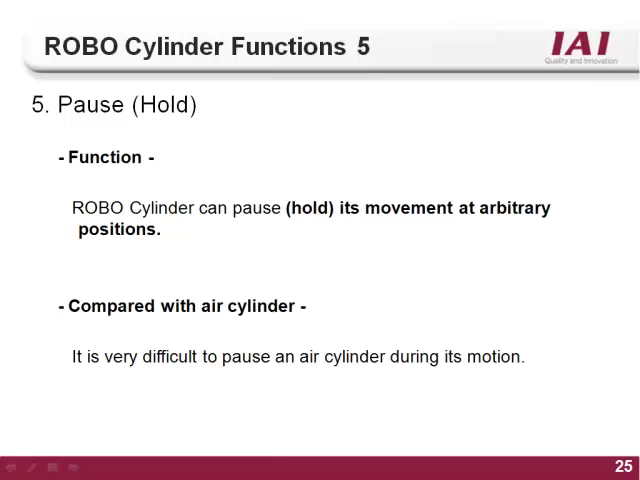 ROBO Cylinder Functions 5
IAI
Quality and Innovation
5. Pause (Hold)
- Function -
ROBO Cylinder can pause (hold) its movement at arbitrary
positions.
- Compared with air cylinder -
It is very difficult to pause an air cylinder during its motion.
25